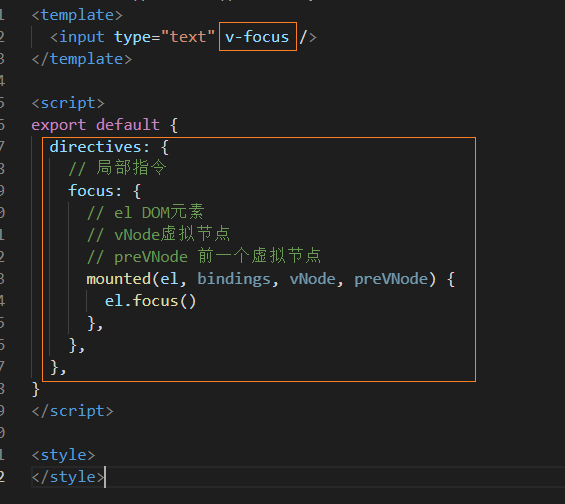 1 <template>
2 <input type="text" v-focus />
3 </template>
4
5 <script>
6 export default {
7 directives: {
8 // 局部指令
9 focus: {
0 // el DOM元素
1 // vNode虚拟节点
2 // preVNode 前一个虚拟节点
3 mounted(el, bindings, vNode, preVNode) {
4 el.focus()
5 },
6 },
7 },
8 }
9 </script>
0
1 <style>
2 </style>